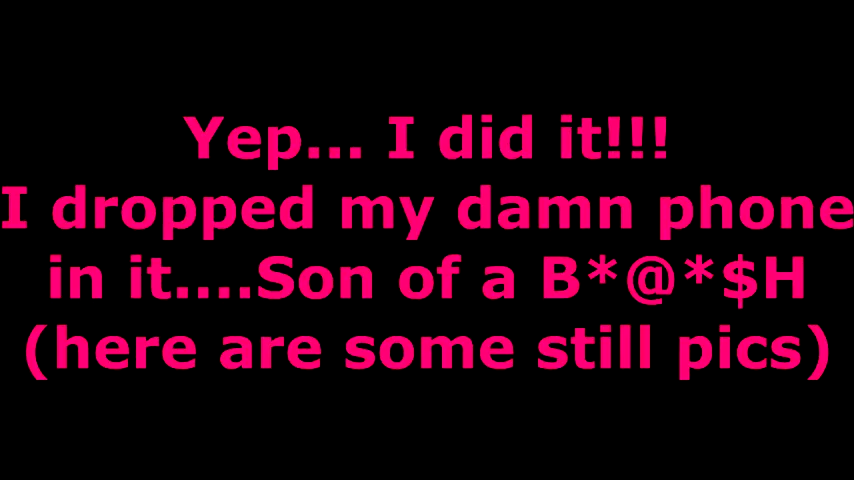 Yep... I did it!!!
I dropped my damn phone
in it....Son of a B*@*$H
(here are some still pics)